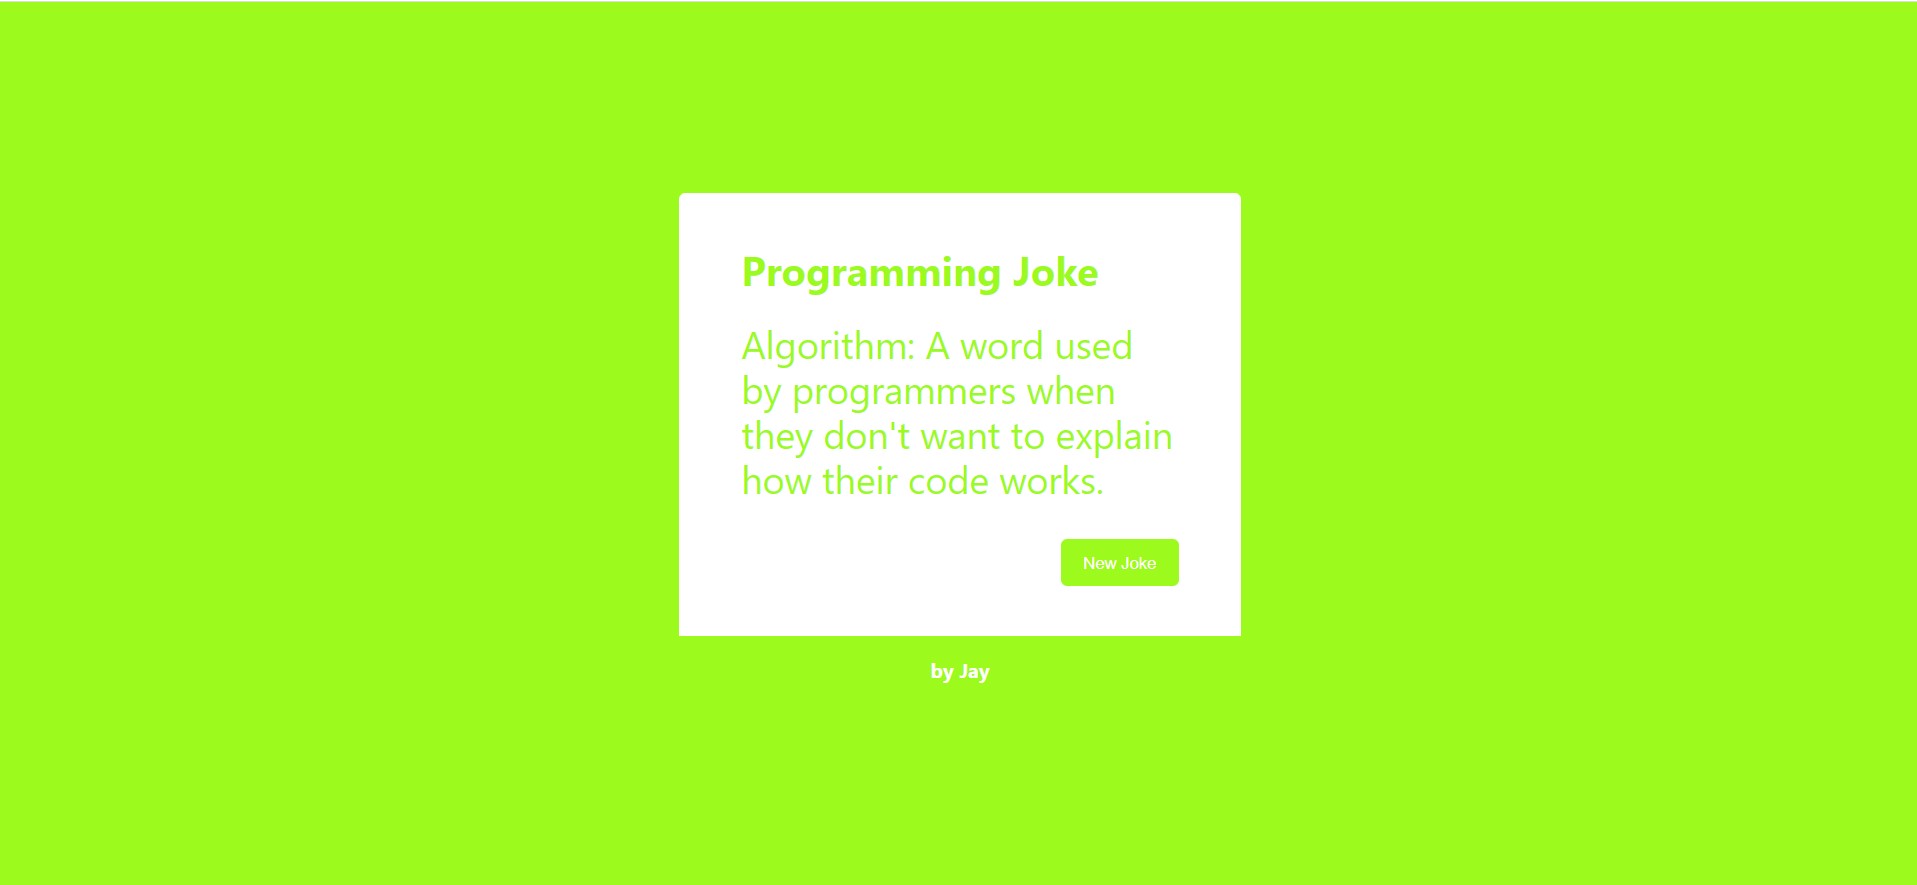 Programming Joke
Algorithm: A word used
by programmers when
they don't want to explain
how their code works.
New Joke
by Jay